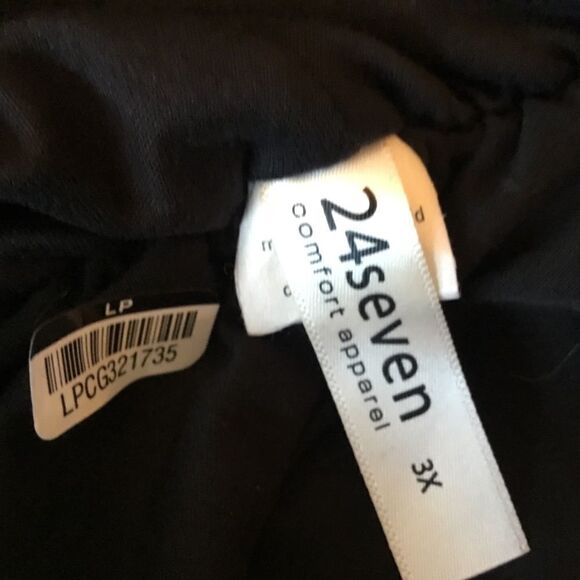 24seven
comfort apparel
3X
LP
LPCG321735